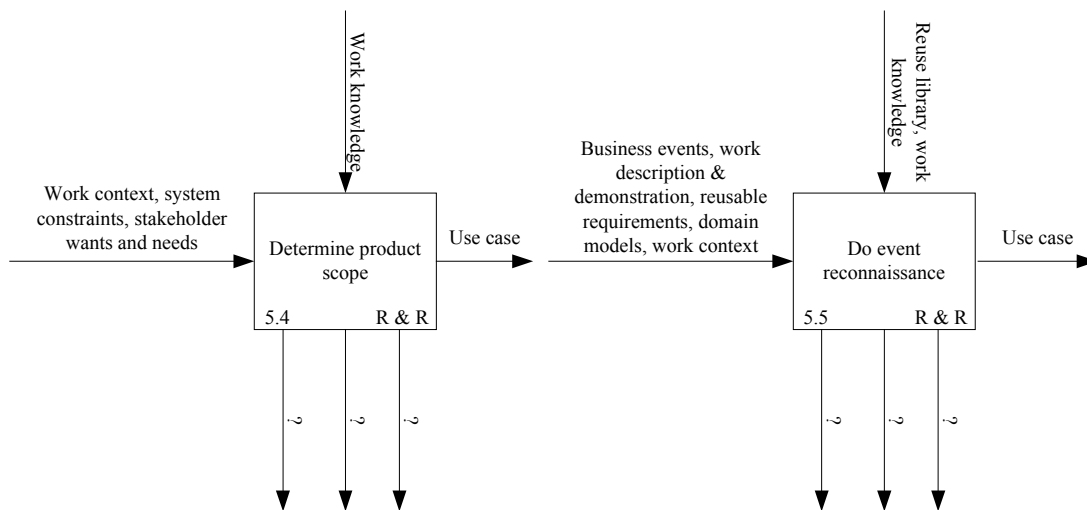 Work knowledge
Work context, system
constraints, stakeholder
wants and needs
Determine product
scope
5.4
R & R
Use case
?
?
?
Reuse library, work
knowledge
Business events, work
description &
demonstration, reusable
requirements, domain
models, work context
Do event
reconnaissance
5.5
R & R
Use case
?
?
?